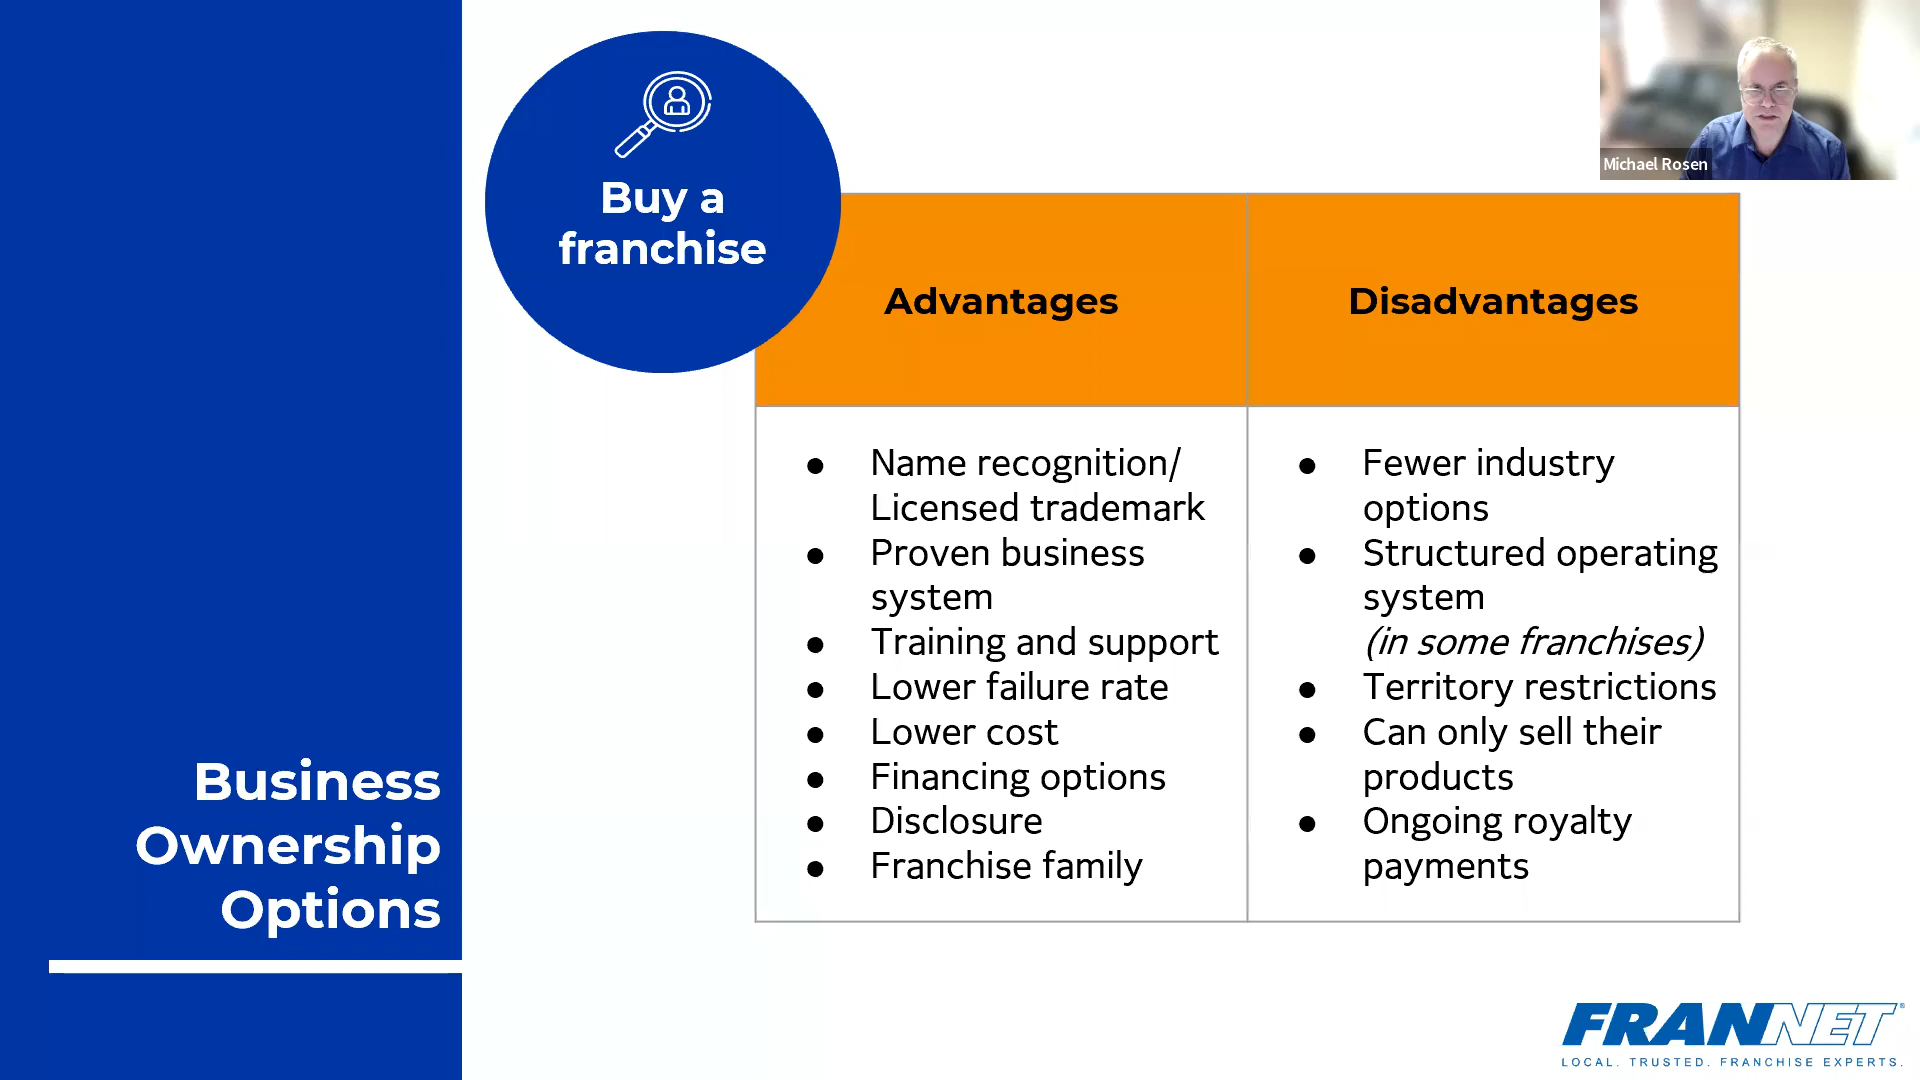 Buy a
franchise
Michael Rosen
Advantages
Disadvantages
● Name recognition/
Licensed trademark
● Proven business
system
● Training and support
● Lower failure rate
● Lower cost
● Financing options
● Disclosure
● Franchise family
● Fewer industry
options
● Structured operating
system
(in some franchises)
● Territory restrictions
● Can only sell their
products
● Ongoing royalty
payments
Business
Ownership
Options
FRANNET®
LOCAL. TRUSTED. FRANCHISE EXPERTS.